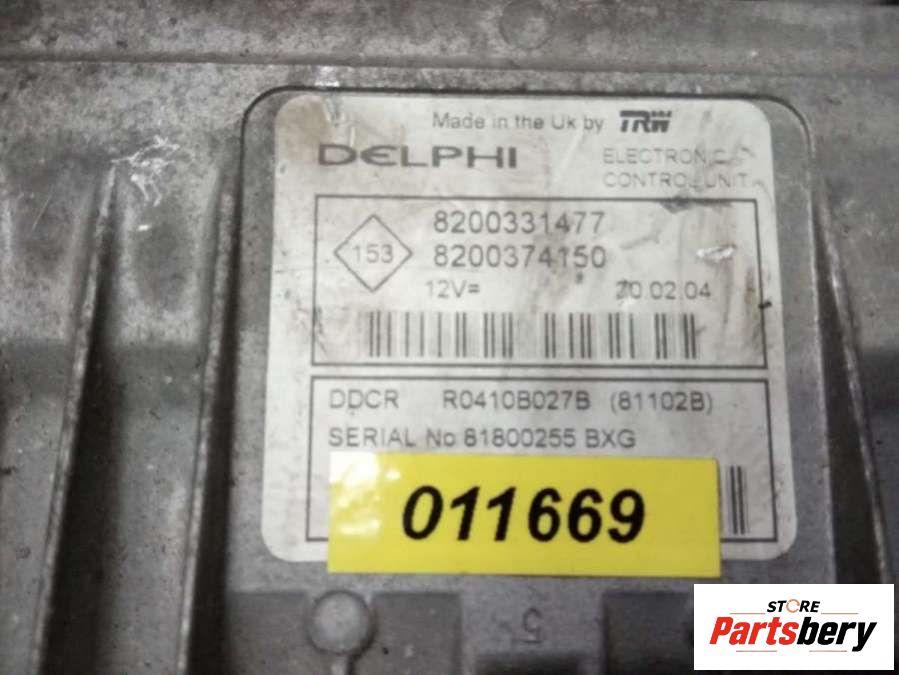 Made in the Uk by TRW
DELPHI
ELECTRONIC
CONTROL UNIT
153
8200331477
8200374150
12V= 20.02.04
DDCR R0410B027B (81102B)
SERIAL No 81800255 BXG
011669
5
STORE
Partsbery